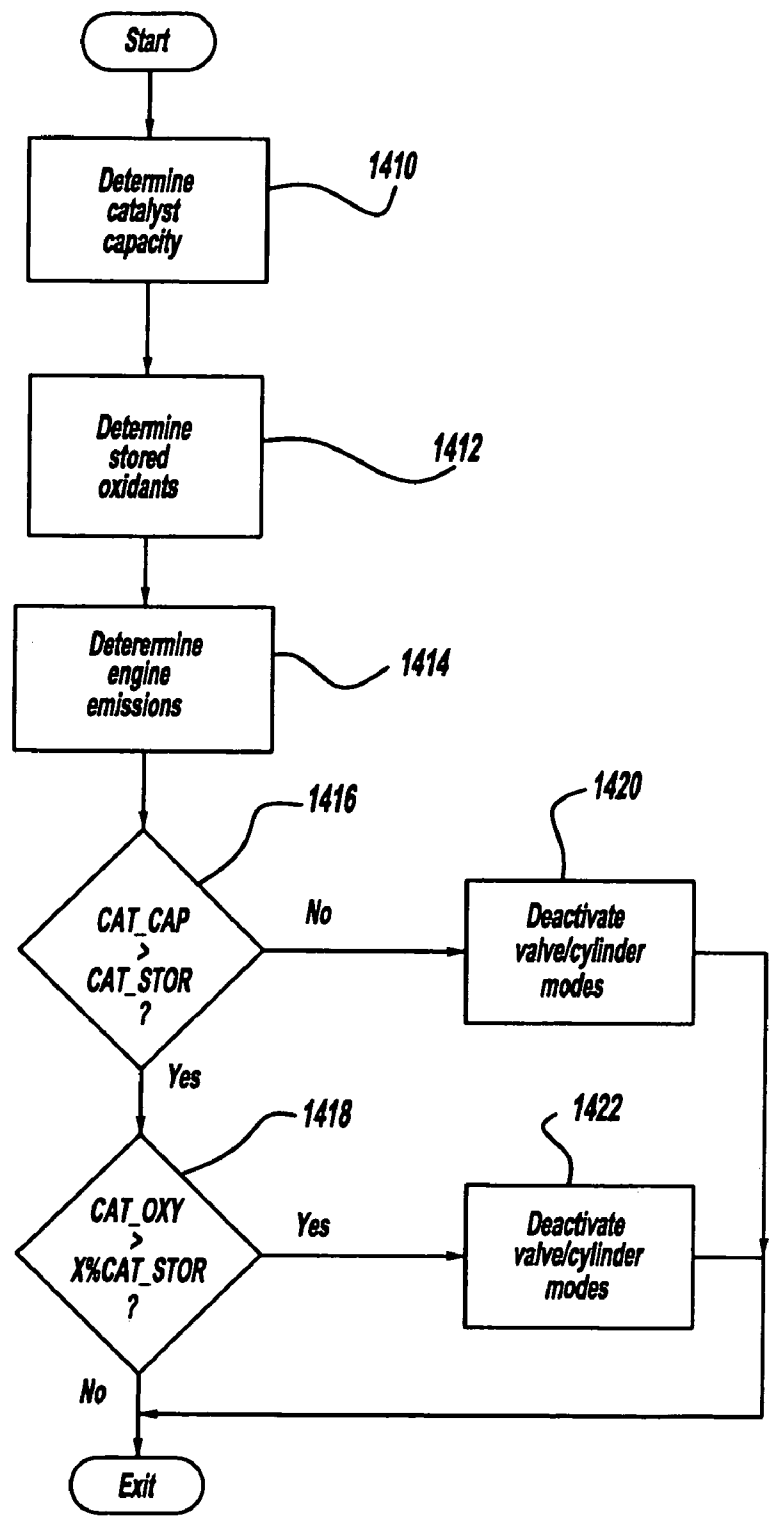 Start
1410
Determine
catalyst
capacity
1412
Determine
stored
oxidants
1414
Deterermine
engine
emissions
1416
CAT_CAP
>
CAT_STOR
?
No
1420
Deactivate
valve/cylinder
modes
Yes
1418
CAT_OXY
>
X%CAT_STOR
?
Yes
1422
Deactivate
valve/cylinder
modes
No
Exit